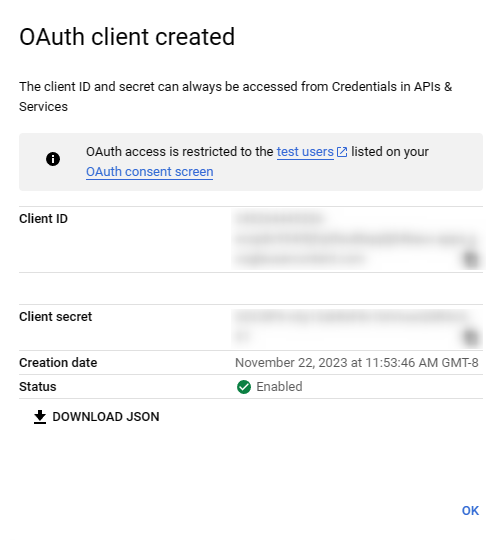 OAuth client created
The client ID and secret can always be accessed from Credentials in APIs &
Services
OAuth access is restricted to the test users listed on your
OAuth consent screen
Client ID
Client secret
Creation date November 22, 2023 at 11:53:46 AM GMT-8
Status Enabled
DOWNLOAD JSON
OK